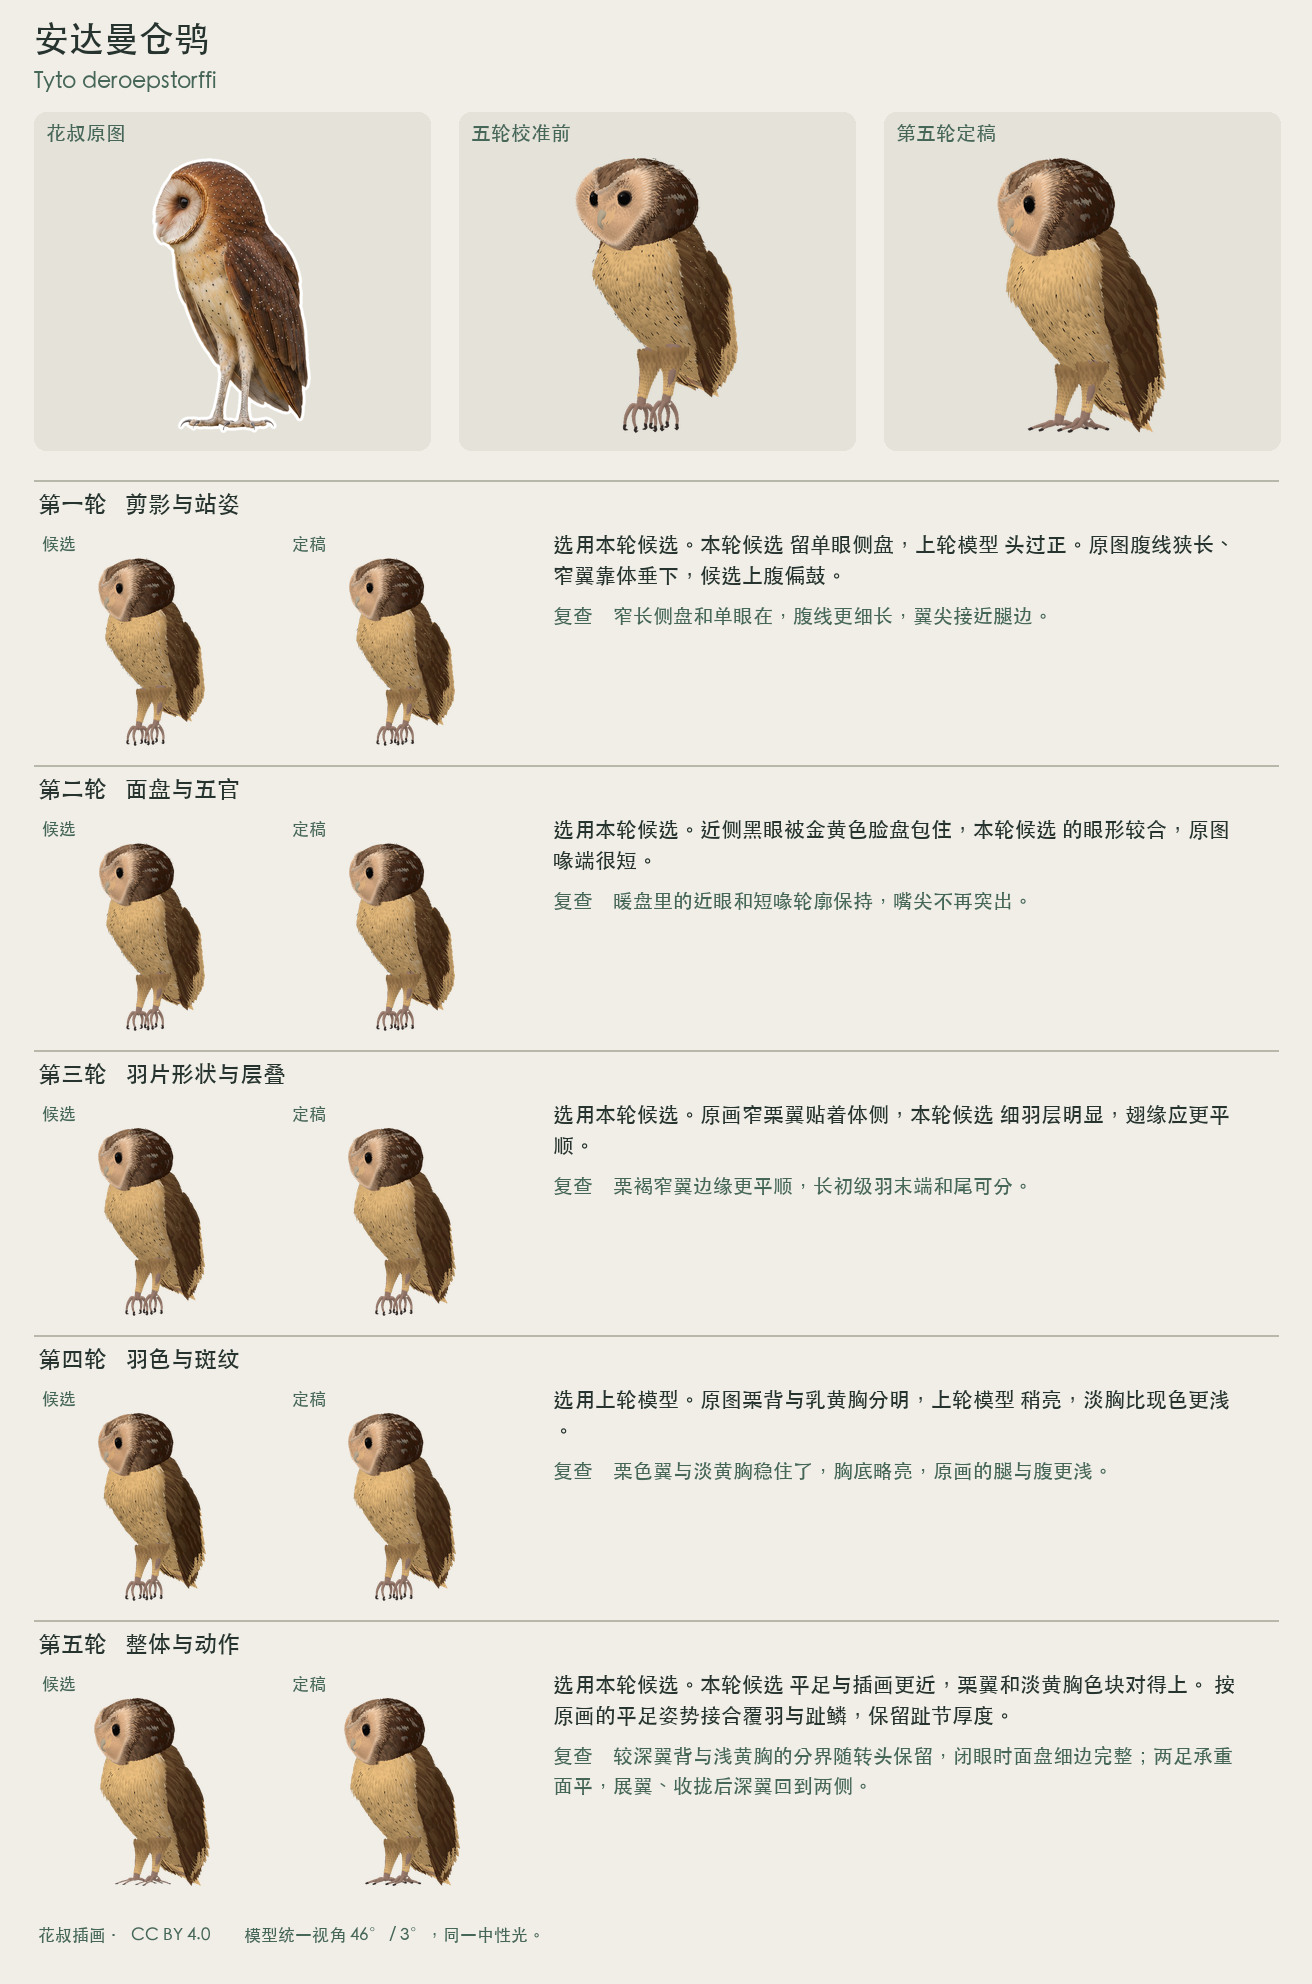 安达曼仓鸮
Tyto deroepstorffi
花叔原图
五轮校准前
第五轮定稿
第一轮 剪影与站姿
候选
定稿
选用本轮候选。本轮候选 留单眼侧盘，上轮模型 头过正。原图腹线狭长、
窄翼靠体垂下，候选上腹偏鼓。
复查 窄长侧盘和单眼在，腹线更细长，翼尖接近腿边。
第二轮 面盘与五官
候选
定稿
选用本轮候选。近侧黑眼被金黄色脸盘包住，本轮候选 的眼形较合，原图
喙端很短。
复查 暖盘里的近眼和短喙轮廓保持，嘴尖不再突出。
第三轮 羽片形状与层叠
候选
定稿
选用本轮候选。原画窄栗翼贴着体侧，本轮候选 细羽层明显，翅缘应更平
顺。
复查 栗褐窄翼边缘更平顺，长初级羽末端和尾可分。
第四轮 羽色与斑纹
候选
定稿
选用上轮模型。原图栗背与乳黄胸分明，上轮模型 稍亮，淡胸比现色更浅
。
复查 栗色翼与淡黄胸稳住了，胸底略亮，原画的腿与腹更浅。
第五轮 整体与动作
候选
定稿
选用本轮候选。本轮候选 平足与插画更近，栗翼和淡黄胸色块对得上。 按
原画的平足姿势接合覆羽与趾鳞，保留趾节厚度。
复查 较深翼背与浅黄胸的分界随转头保留，闭眼时面盘细边完整；两足承重
面平，展翼、收拢后深翼回到两侧。
花叔插画 · CC BY 4.0 模型统一视角 46° / 3°，同一中性光。